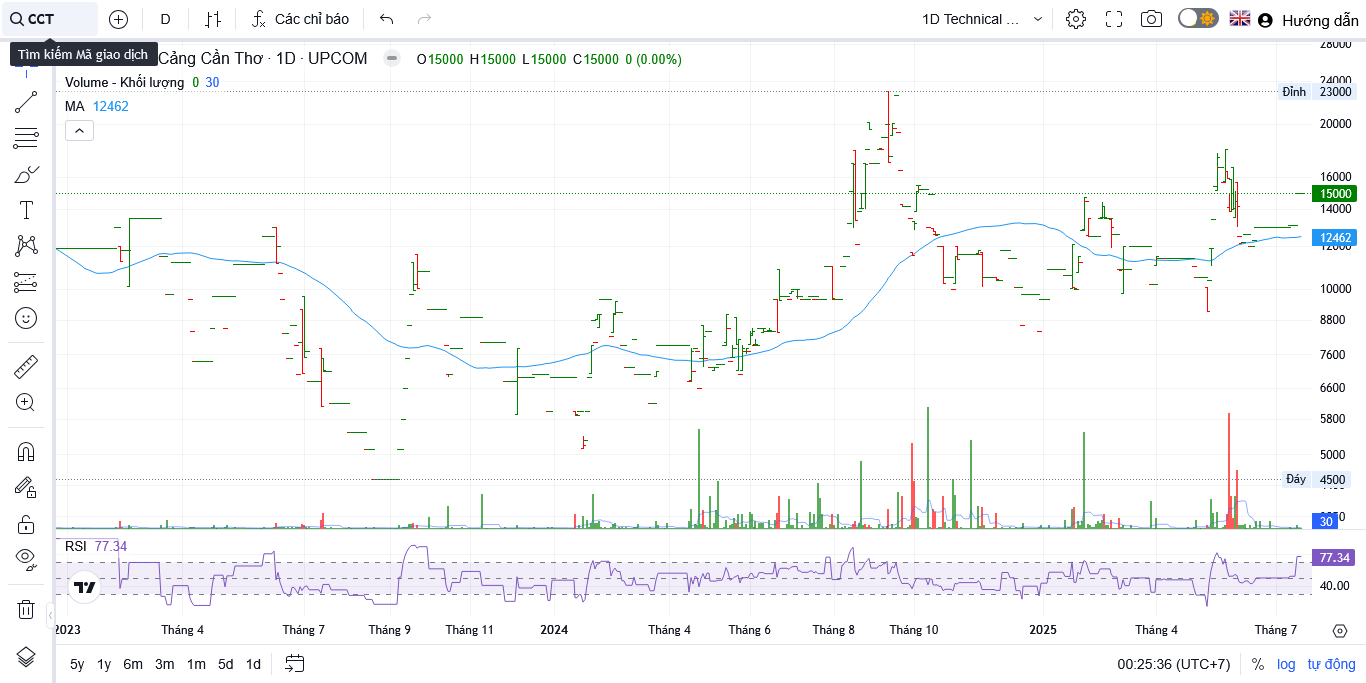 CCT
D
Các chỉ báo
1D Technical ...
Hướng dẫn
Tìm kiếm Mã giao dịch
Cảng Cần Thơ · 1D · UPCOM
O15000 H15000 L15000 C15000 0 (0.00%)
Volume - Khối lượng 0 30
MA 12462
28000
24000
Đỉnh 23000
20000
16000
15000
14000
12462
12000
10000
8800
7600
6600
5800
5000
Đáy 4500
30
RSI 77.34
77.34
40.00
2023 Tháng 4 Tháng 7 Tháng 9 Tháng 11 2024 Tháng 4 Tháng 6 Tháng 8 Tháng 10 2025 Tháng 4 Tháng 7
5y 1y 6m 3m 1m 5d 1d
00:25:36 (UTC+7) % log tự động